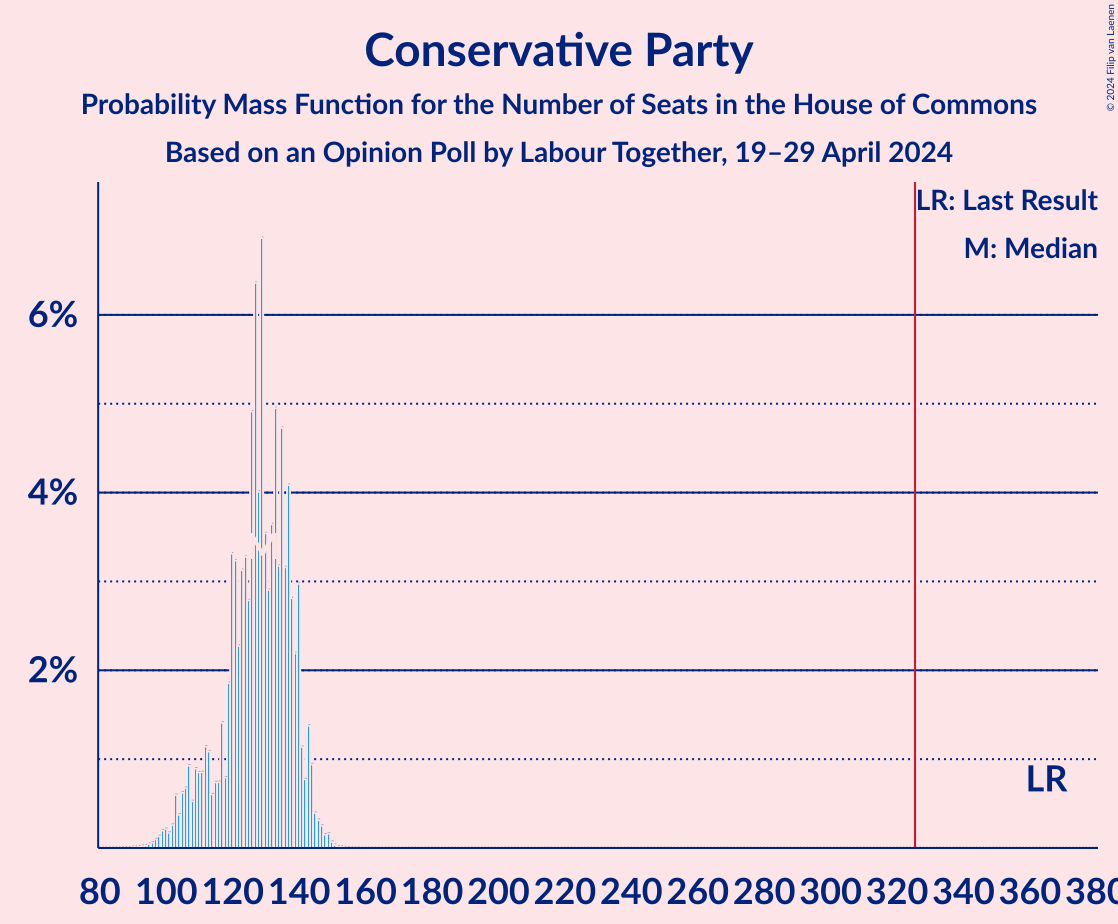 Conservative Party
Probability Mass Function for the Number of Seats in the House of Commons
Based on an Opinion Poll by Labour Together, 19–29 April 2024
© 2024 Filip van Laenen
LR: Last Result
M: Median
6%
4%
2%
LR
80 100 120 140 160 180 200 220 240 260 280 300 320 340 360 380